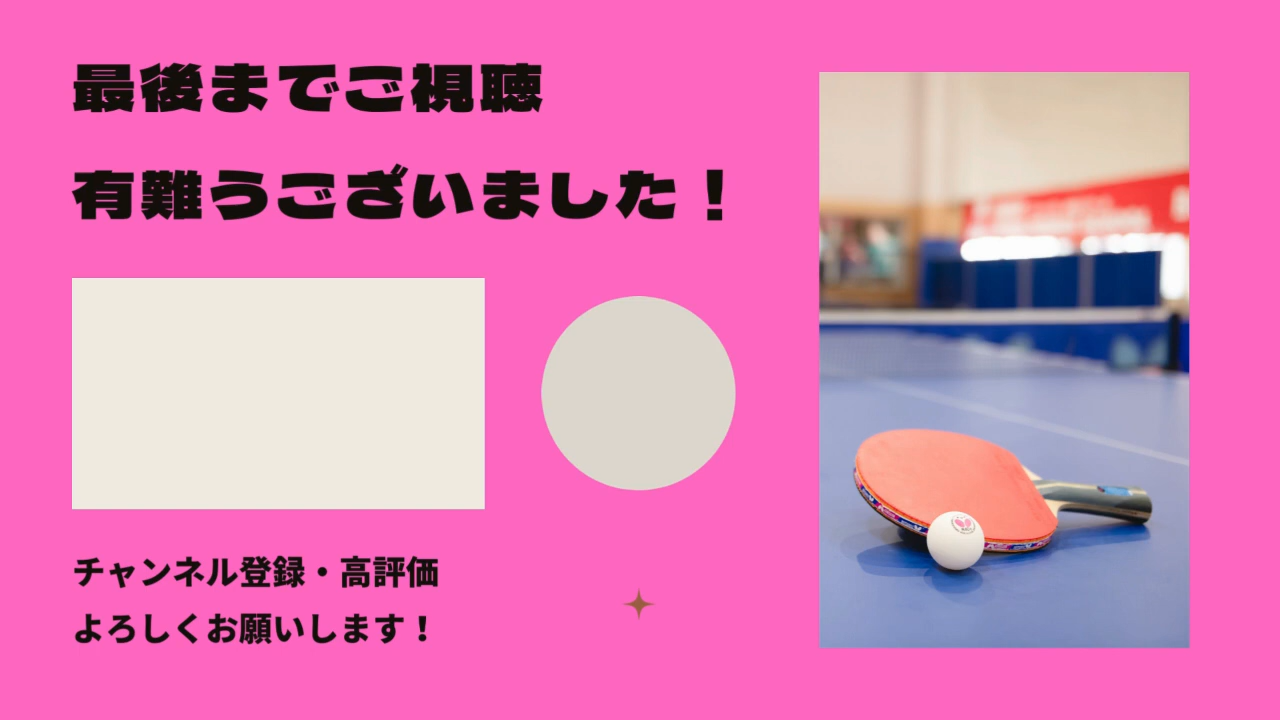 最後までご視聴
有難うございました！
チャンネル登録・高評価
よろしくお願いします！